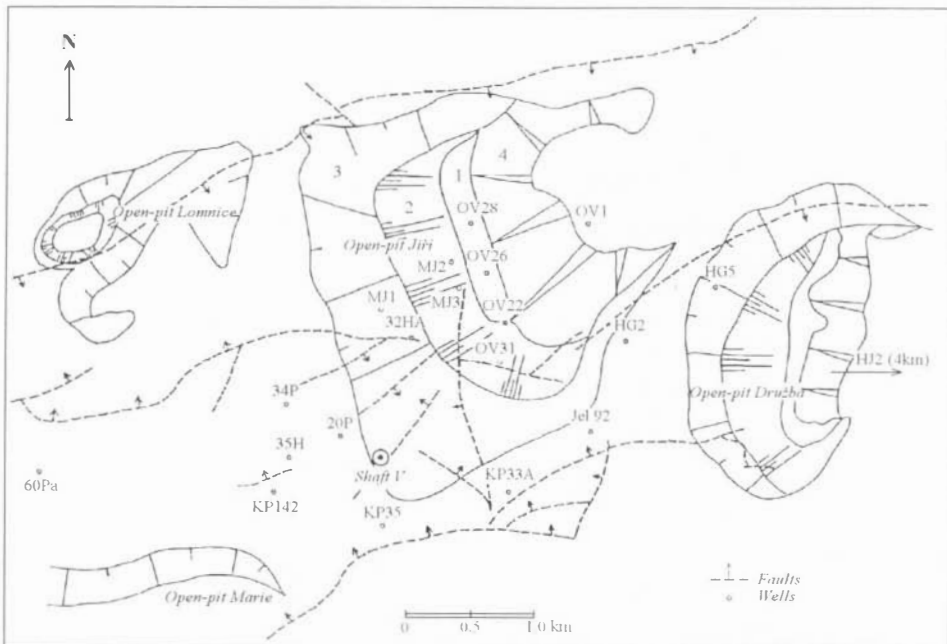 N
3
4
1
2
Open-pit Lomnice
OV28
OV1
Open-pit Jiří
MJ2
OV26
HG5
MJ1
MJ3
OV22
32HA
HG2
OV31
HJ2 (4km)
34P
Open-pit Družba
20P
Jel 92
35H
Shaft V
KP33A
60Pa
KP142
KP35
Open-pit Marie
Faults
Wells
0 0.5 1.0 km